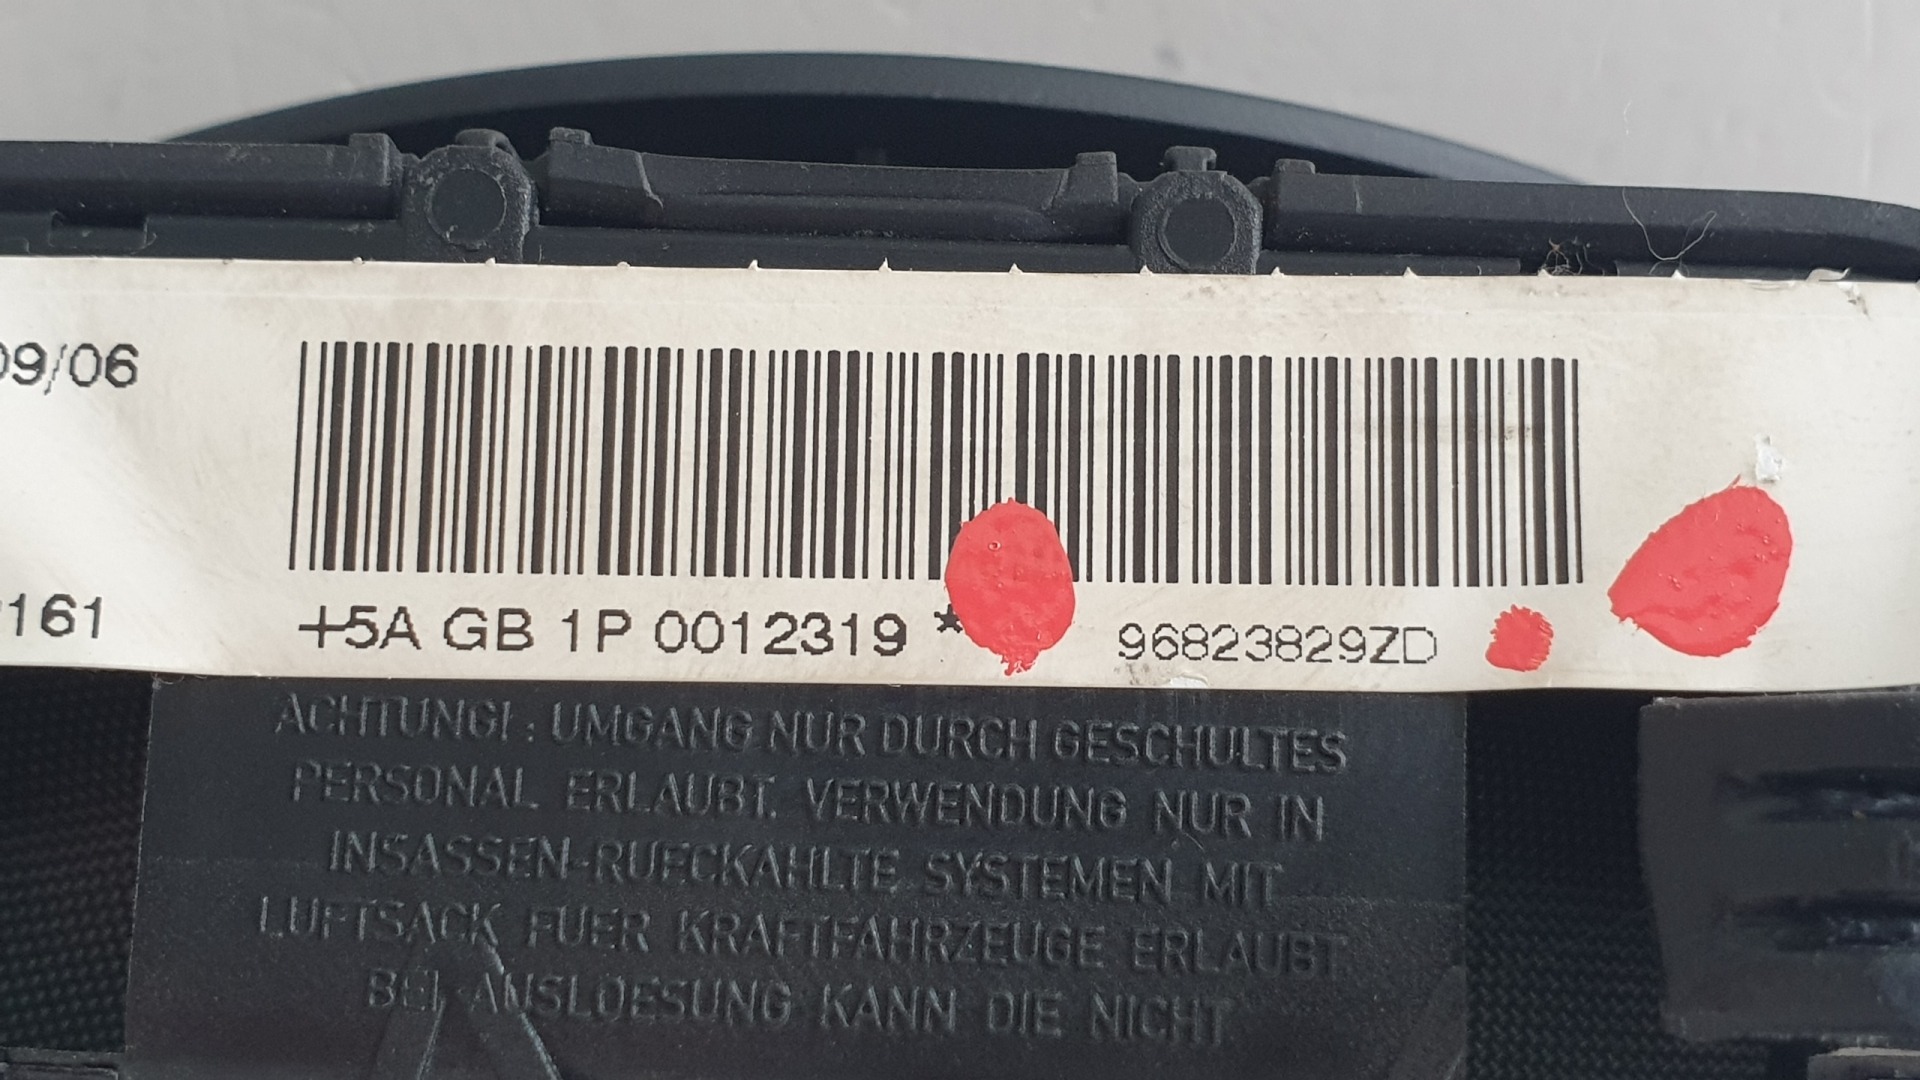 09/06
161
+5A GB 1P 0012319 *
96823829ZD
ACHTUNG! : UMGANG NUR DURCH GESCHULTES
PERSONAL ERLAUBT. VERWENDUNG NUR IN
INSASSEN-RUECKAHLTE SYSTEMEN MIT
LUFTSACK FUER KRAFTFAHRZEUGE ERLAUBT.
BEI AUSLOESUNG KANN DIE NICHT